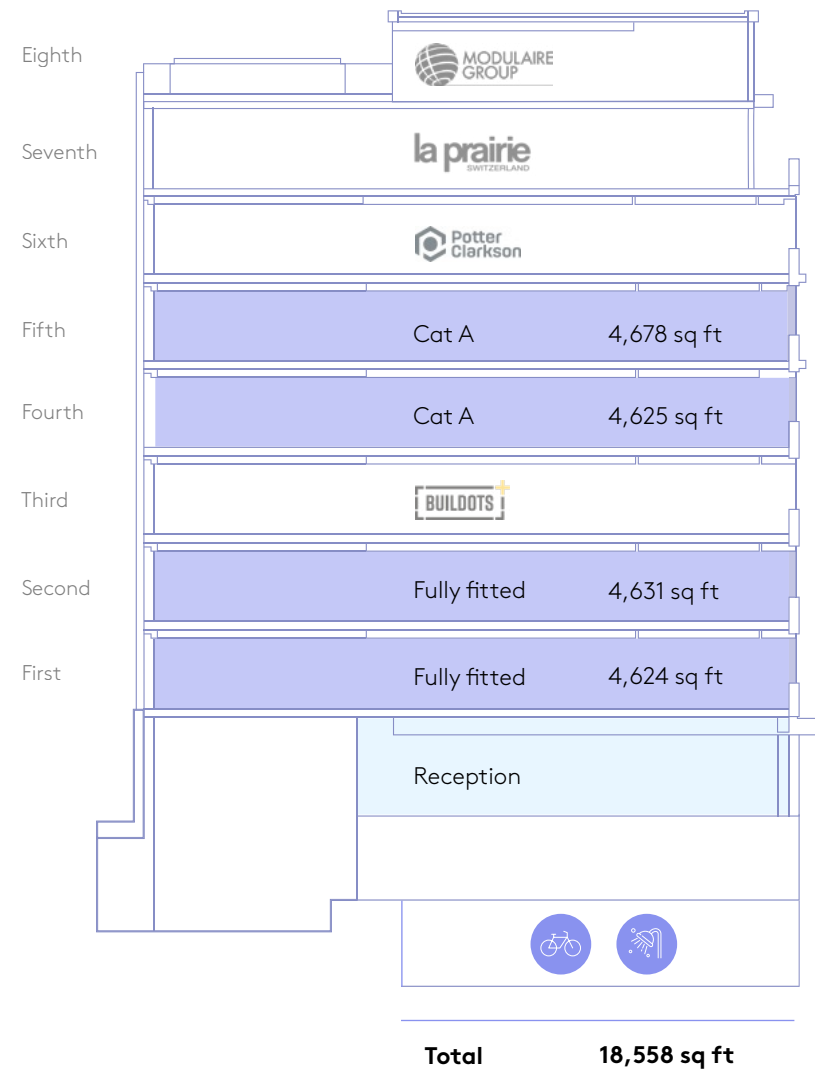 Eighth
MODULAIRE
GROUP
Seventh
la prairie
SWITZERLAND
Sixth
Potter
Clarkson
Fifth
Cat A 4,678 sq ft
Fourth
Cat A 4,625 sq ft
Third
BUILDOTS
Second
Fully fitted 4,631 sq ft
First
Fully fitted 4,624 sq ft
Reception
Total 18,558 sq ft